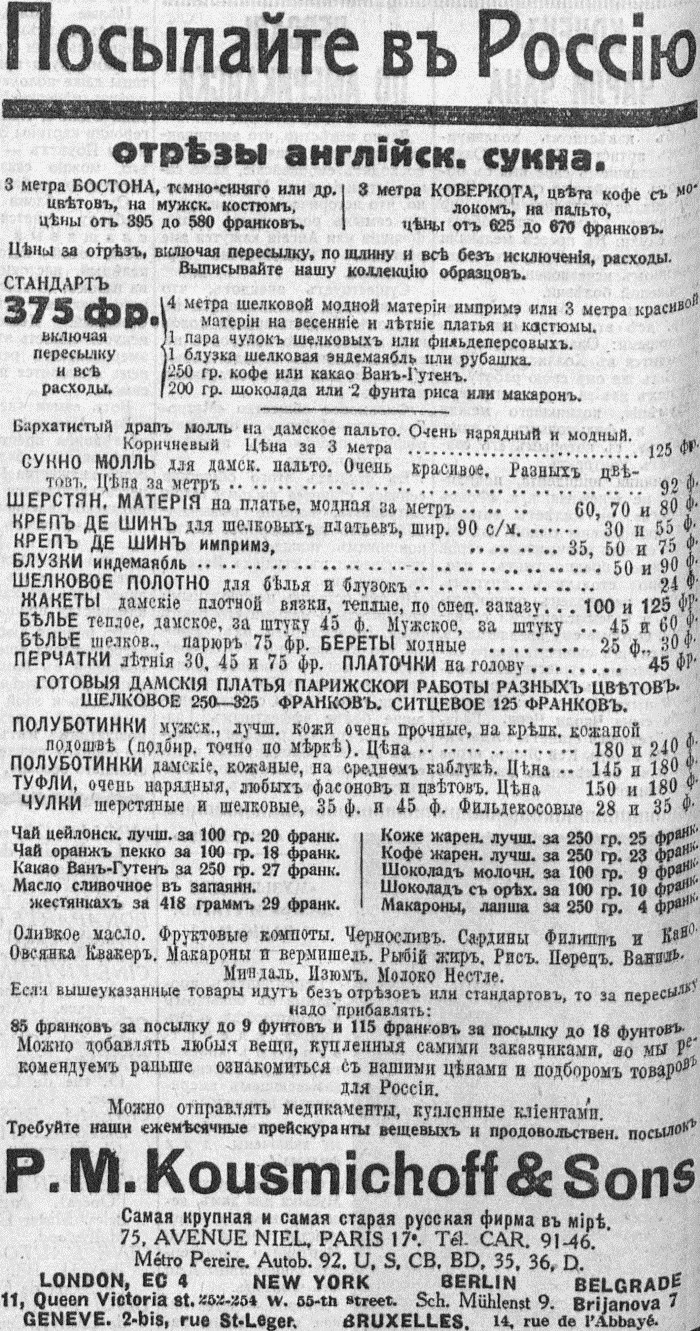 Посылайте въ Россію
отрѣзы англійск. сукна.
3 метра БОСТОНА, темно-синяго или др.
цвѣтовъ, на мужск. костюмъ,
цѣны от 395 до 580 франковъ.
3 метра КОВЕРКОТА, цвѣта кофе съ мо-
локомъ, на пальто,
цѣны от 625 до 670 франковъ.
Цѣны за отрѣзъ, включая пересылку, пошлину и всѣ без исключенія, расходы.
Выписывайте нашу коллекцію образцовъ.
СТАНДАРТЪ
375 фр.
включая
пересылку
и всѣ
расходы.
4 метра шелковой модной матеріи имприме или 3 метра красивой
матеріи на весеннiе и лѣтніе платья и костюмы.
1 пара чулокъ шелковыхъ или фильдеперсовыхъ.
1 блузка шелковая эндемаябль или рубашка.
250 гр. кофе или какао Ванъ-Гутенъ.
200 гр. шоколада или 2 фунта риса или макарон.
Бархатистый драпъ молль на дамское пальто. Очень нарядный и модный.
Коричневый Цѣна за 3 метра ........ 125 фр.
СУКНО МОЛЛЬ для дамск. пальто. Очень красивое. Разныхъ цвѣ-
товъ. Цѣна за метръ ........ 92 ф.
ШЕРСТЯН. МАТЕРІЯ на платье, модная за метръ ...... 60, 70 и 80 ф.
КРЕПЪ ДЕ ШИНЪ для шелковыхъ платьевъ, шир. 90 с/м. ...... 30 и 55 ф.
КРЕПЪ ДЕ ШИНЪ импримэ, ........ 35, 50 и 75 ф.
БЛУЗКИ индемаябль ........ 50 и 90 ф.
ШЕЛКОВОЕ ПОЛОТНО для бѣлья и блузокъ ........ 24 ф.
ЖАКЕТЫ дамскіе плотной вязки, теплые, по спец. заказу... 100 и 125 фр.
БѢЛЬЕ теплое, дамское, за штуку 45 ф. Мужское, за штуку .. 45 и 60 ф.
БѢЛЬЕ шелков., парюръ 75 фр. БЕРЕТЫ модные ........ 25 ф., 30 ф.
ПЕРЧАТКИ лѣтнія 30, 45 и 75 фр. ПЛАТОЧКИ на голову ........ 45 фр.
ГОТОВЫЯ ДАМСКІЯ ПЛАТЬЯ ПАРИЖСКОЙ РАБОТЫ РАЗНЫХЪ ЦВѢТОВЪ.
ШЕЛКОВОЕ 250—325 ФРАНКОВЪ. СИТЦЕВОЕ 125 ФРАНКОВЪ.
ПОЛУБОТИНКИ мужск., лучш. кожи очень прочные, на крѣпк. кожаной
подошвѣ (подбир. точно по мѣркѣ). Цѣна ........ 180 и 240 ф.
ПОЛУБОТИНКИ дамскіе, кожаные, на среднемъ каблукѣ. Цѣна .. 145 и 180 ф.
ТУФЛИ, очень нарядныя, любыхъ фасоновъ и цвѣтовъ. Цѣна 150 и 180 ф.
ЧУЛКИ шерстяные и шелковые, 35 ф. и 45 ф. Фильдекосовые 28 и 35 ф.
Чай цейлонск. лучш. за 100 гр. 20 франк.
Чай оранжъ пекко за 100 гр. 18 франк.
Какао Ванъ-Гутенъ за 250 гр. 27 франк.
Масло сливочное въ запаянн.
жестянкахъ за 418 граммъ 29 франк.
Коже жарен. лучш. за 250 гр. 25 франк.
Кофе жарен. лучш. за 250 гр. 23 франк.
Шоколадъ молочн. за 100 гр. 9 франк.
Шоколадъ съ орѣх. за 100 гр. 10 франк.
Макароны, лапша за 250 гр. 4 франк.
Оливкое масло. Фруктовые компоты. Черносливъ. Сардины Филиппъ и Кано.
Овсянка Квакеръ. Макароны и вермишель. Рыбій жиръ. Рисъ. Перецъ. Ваниль.
Миндаль. Изюмъ. Молоко Нестле.
Если вышеуказанные товары идутъ безъ отрѣзовъ или стандартовъ, то за пересылку
надо прибавлять:
85 франковъ за посылку до 9 фунтовъ и 115 франковъ за посылку до 18 фунтовъ.
Можно добавлять любыя вещи, купленныя самими заказчиками, но мы ре-
комендуемъ раньше ознакомиться съ нашими цѣнами и подборомъ товаровъ
для Россіи.
Можно отправлять медикаменты, купленные кліентами.
Требуйте наши ежемѣсячные прейскуранты вещевыхъ и продовольствен. посылокъ
P.M. Kousmichoff & Sons
Самая крупная и самая старая русская фирма въ мірѣ.
75, AVENUE NIEL, PARIS 17e. Tél. CAR. 91-46.
Métro Pereire. Autob. 92, U, S, CB, BD, 35, 36, D.
LONDON, EC 4 NEW YORK BERLIN BELGRADE
11, Queen Victoria st. 252-254 W. 55-th street. Sch. Mühlenst 9. Brijanova 7
GENEVE. 2-bis, rue St-Leger. BRUXELLES, 14, rue de l'Abbayé.